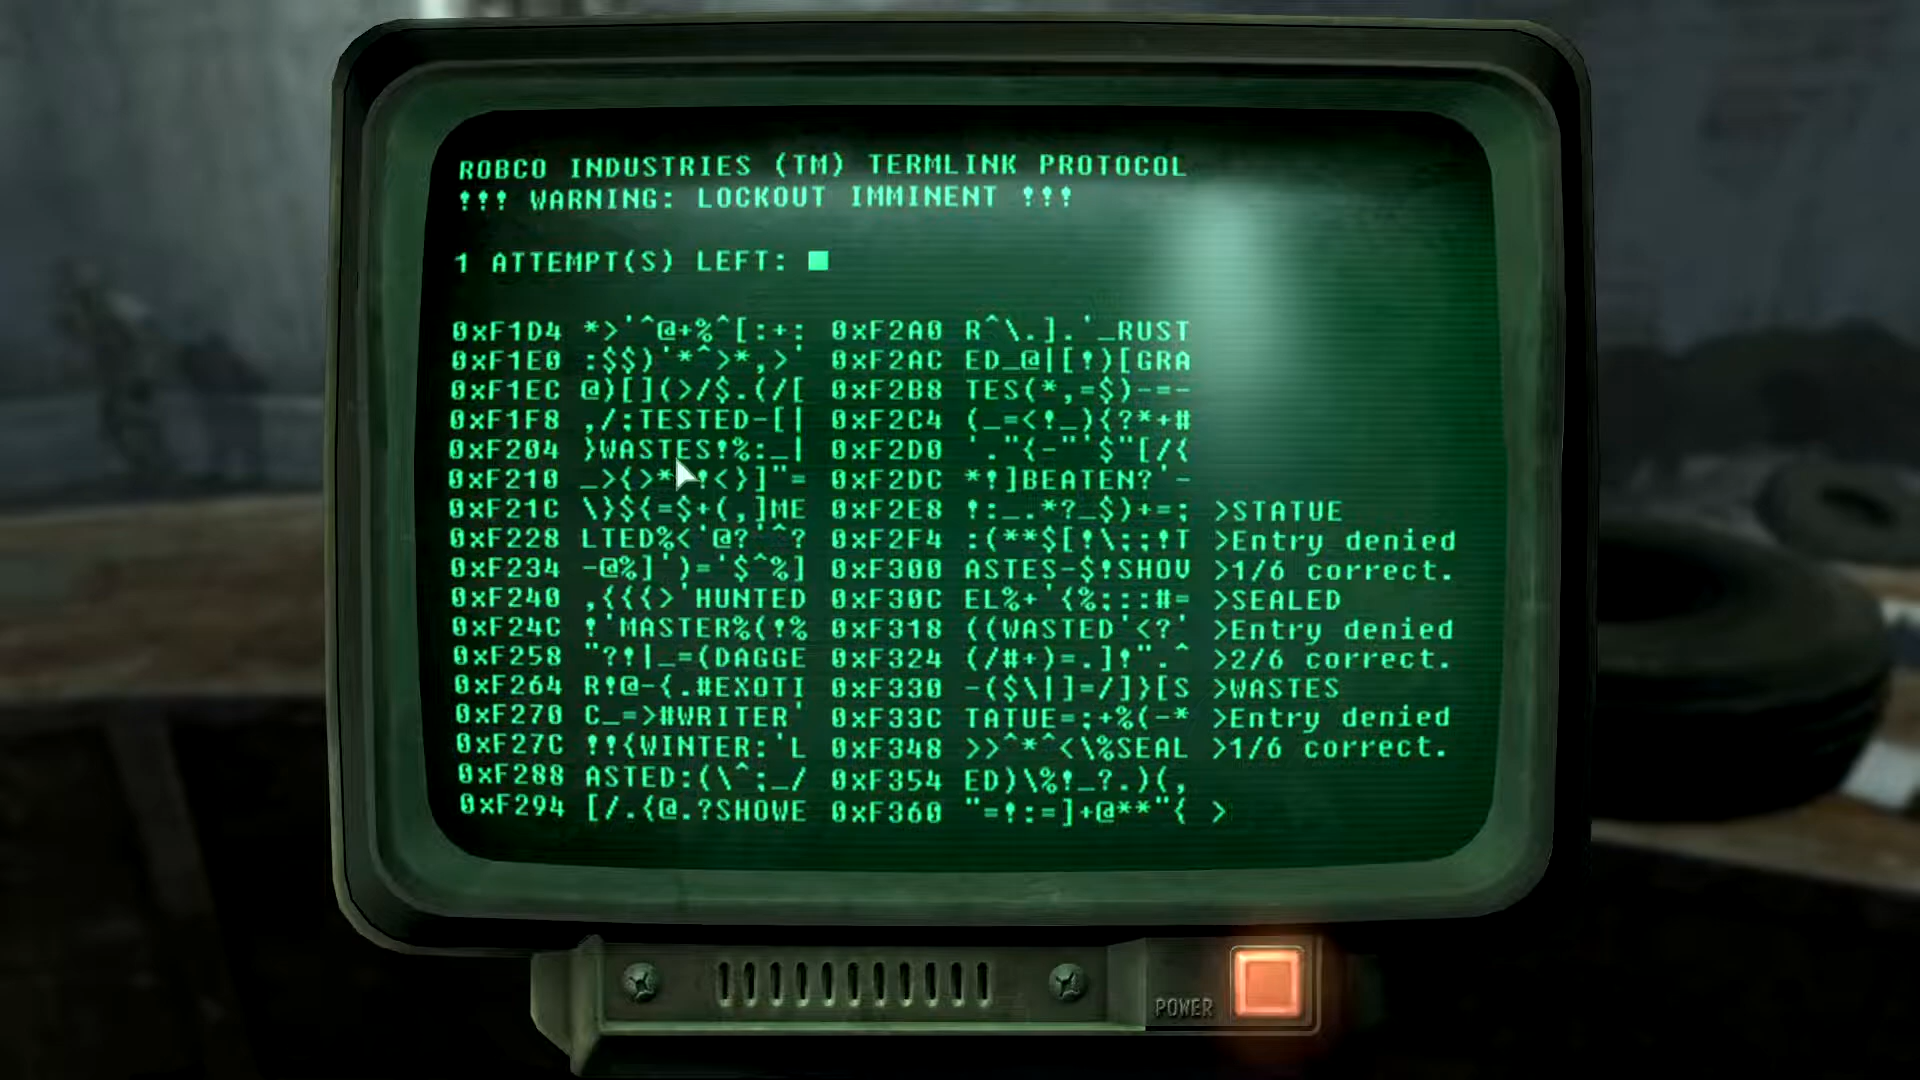 ROBCO INDUSTRIES (TM) TERMLINK PROTOCOL
!!! WARNING: LOCKOUT IMMINENT !!!
1 ATTEMPT(S) LEFT:
0xF1D4 *>'^@+%^[:+: 0xF2A0 R^\.].'_RUST
0xF1E0 :$$)'*^>*,>' 0xF2AC ED_@|[!)[GRA
0xF1EC @)[](>/$.(/[ 0xF2B8 TES(*,=$)-=-
0xF1F8 ,/;TESTED-[| 0xF2C4 (_=<!_){?*+#
0xF204 }WASTES!%:_| 0xF2D0 '."{-"'$"[/{
0xF210 _>{>* !<}]"= 0xF2DC *!]BEATEN?'-
0xF21C \}${=$+(,]ME 0xF2E8 !:_.*?_$)+=; >STATUE
0xF228 LTED%<'@?'^? 0xF2F4 :(**$[!\;;!T >Entry denied
0xF234 -@%]')='$^%] 0xF300 ASTES-$!SHOV >1/6 correct.
0xF240 ,{{{>'HUNTED 0xF30C EL%+'{%;::#= >SEALED
0xF24C !'MASTER%(!% 0xF318 ((WASTED'<?' >Entry denied
0xF258 "?!|_=(DAGGE 0xF324 (/#+)=.]!".^ >2/6 correct.
0xF264 R!@-{.#EXOTI 0xF330 -($\|]=/]}[S >WASTES
0xF270 C_=>#WRITER' 0xF33C TATUE=;+%(-* >Entry denied
0xF27C !!{WINTER:'L 0xF348 >>^*^<\%SEAL >1/6 correct.
0xF288 ASTED:(\^;_/ 0xF354 ED)\%!_?.)(,
0xF294 [/.{@.?SHOWE 0xF360 "=!:=]+@**"{ >
POWER